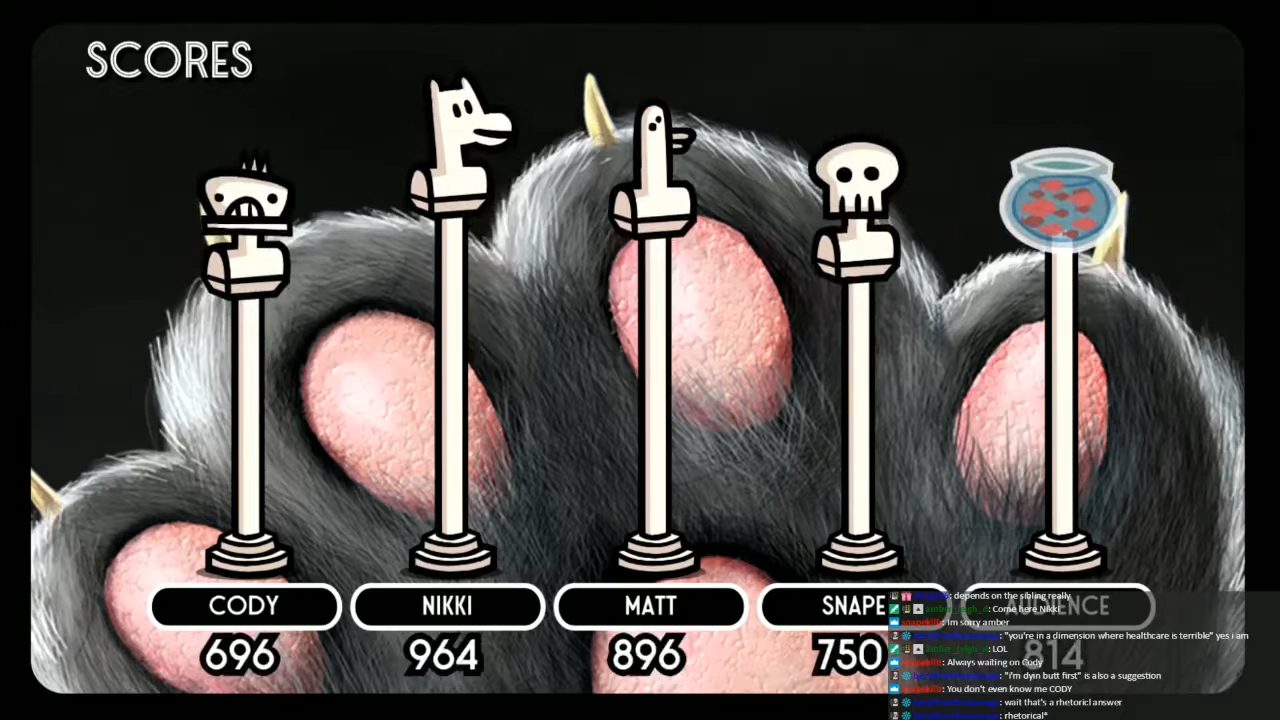 SCORES
CODY
NIKKI
MATT
SNAPE
AUDIENCE
696
964
896
750
814
: depends on the sibling really
: Come here Nikki
: Im sorry amber
: "you're in a dimension where healthcare is terrible" yes i am
: LOL
: Always waiting on Cody
: "i'm dyin butt first" is also a suggestion
: You don't even know me CODY
: wait that's a rhetoricl answer
: rhetorical*